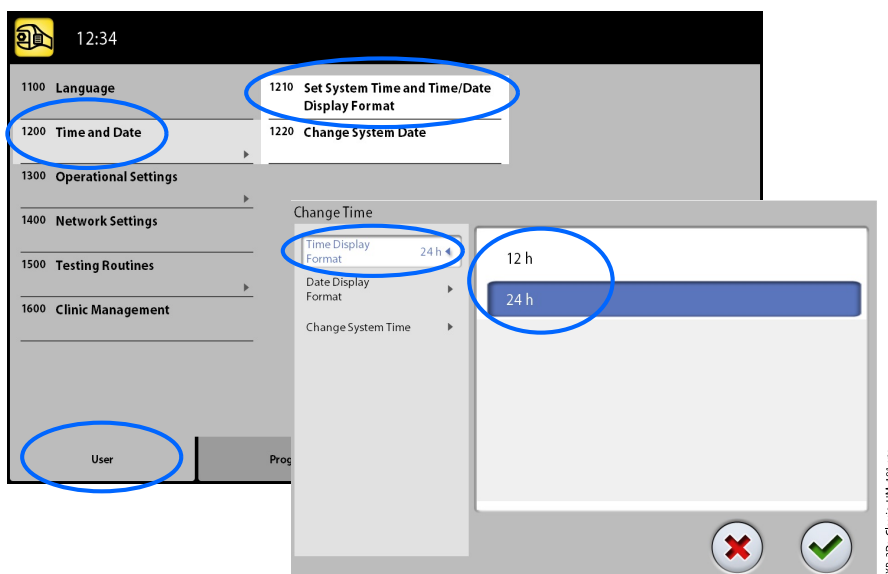 12:34
1100 Language
1200 Time and Date
1300 Operational Settings
1400 Network Settings
1500 Testing Routines
1600 Clinic Management
1210 Set System Time and Time/Date
Display Format
1220 Change System Date
User
Prog
Change Time
Time Display
Format
24 h
Date Display
Format
Change System Time
12 h
24 h